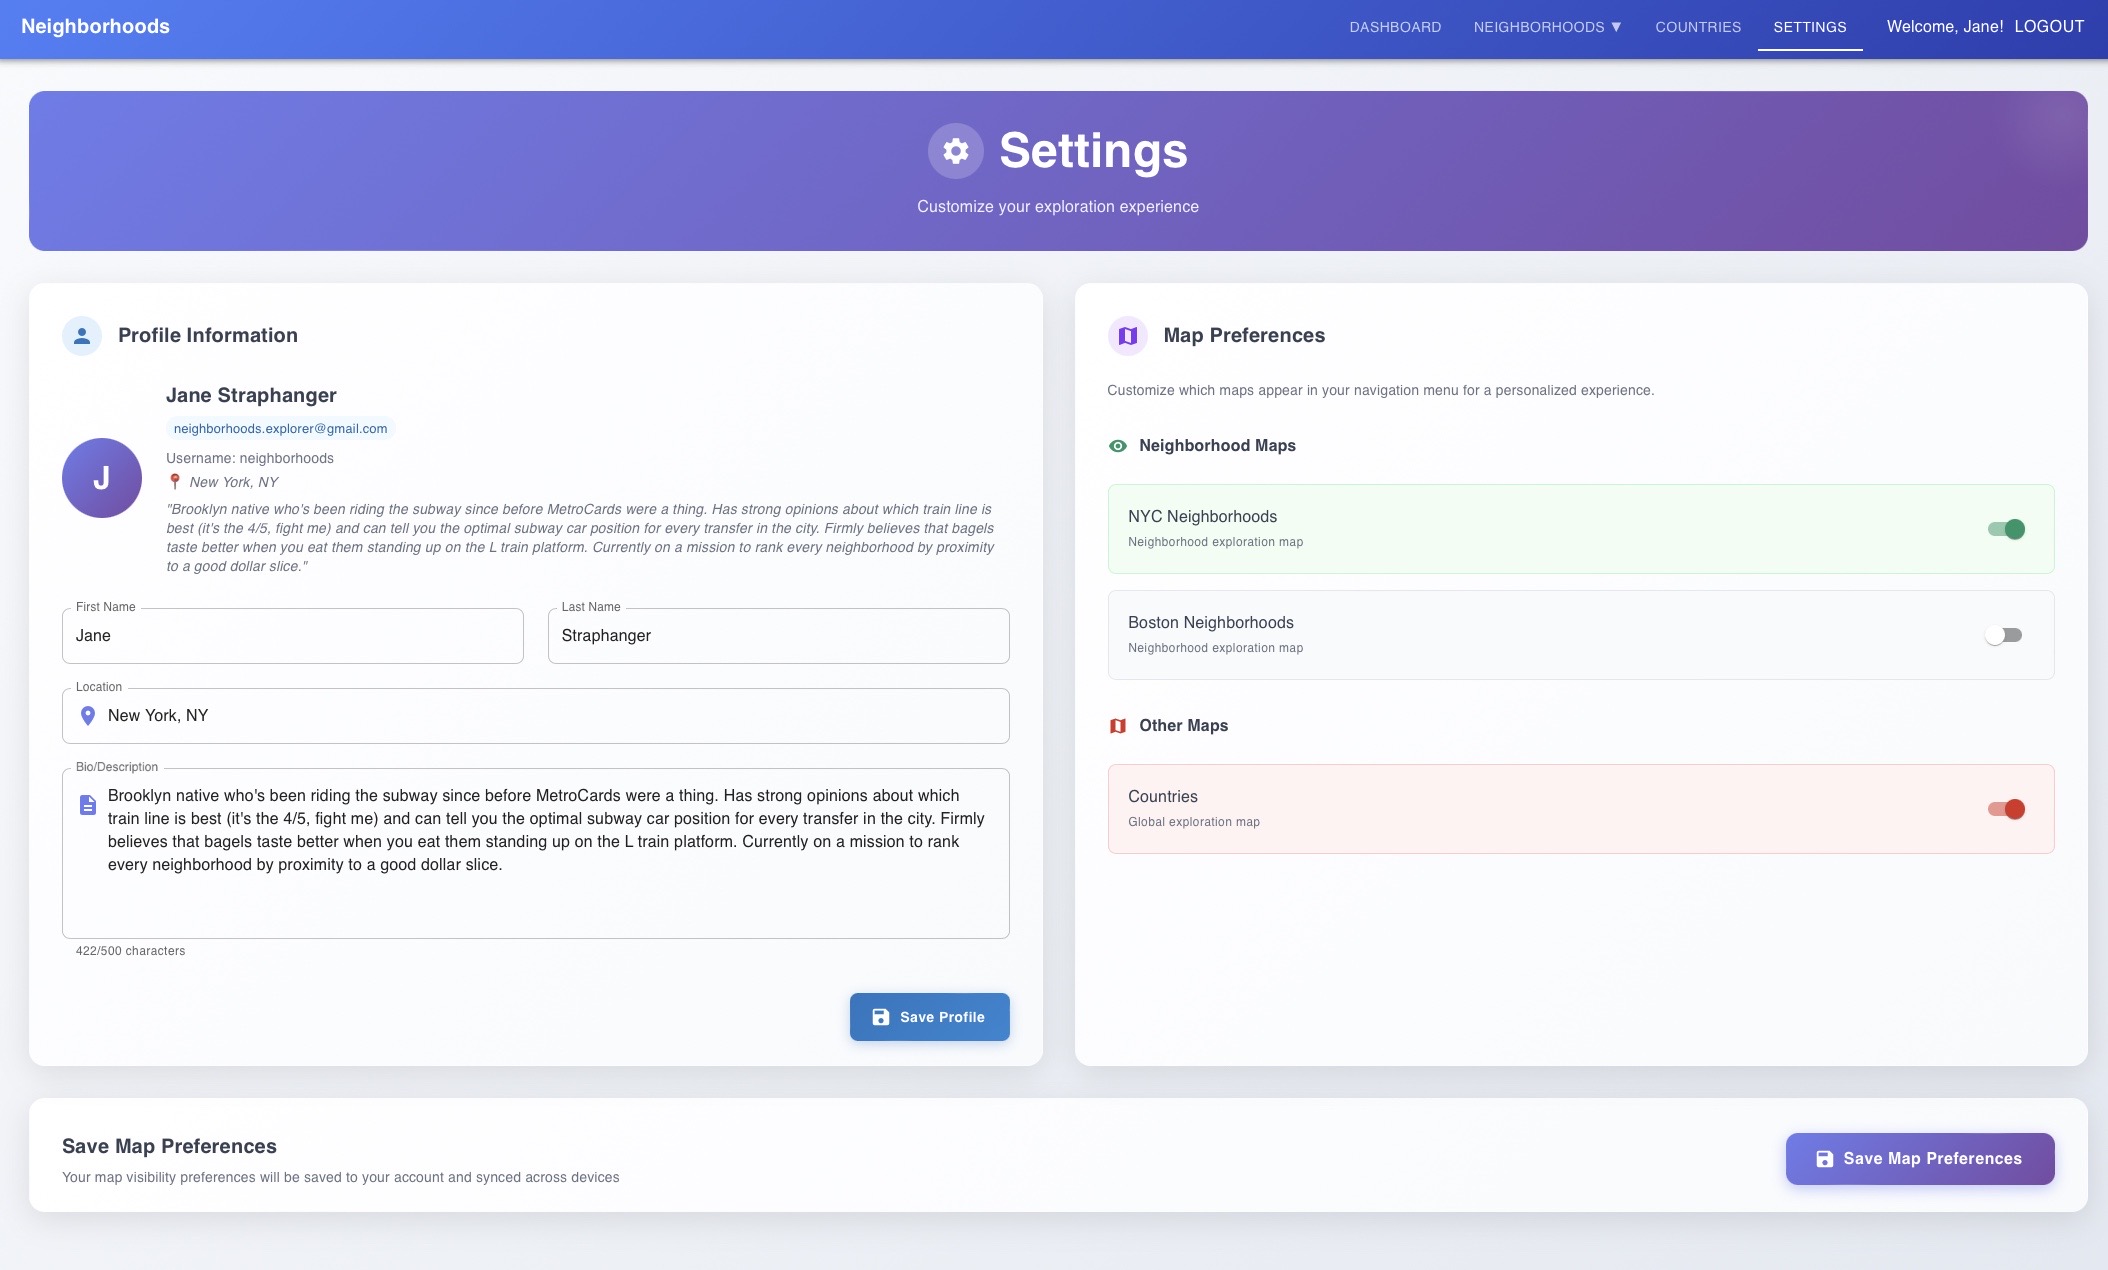 Neighborhoods
DASHBOARD
NEIGHBORHOODS ▼
COUNTRIES
SETTINGS
Welcome, Jane!
LOGOUT
Settings
Customize your exploration experience
Profile Information
Jane Straphanger
neighborhoods.explorer@gmail.com
Username: neighborhoods
New York, NY
J
"Brooklyn native who's been riding the subway since before MetroCards were a thing. Has strong opinions about which train line is
best (it's the 4/5, fight me) and can tell you the optimal subway car position for every transfer in the city. Firmly believes that bagels
taste better when you eat them standing up on the L train platform. Currently on a mission to rank every neighborhood by proximity
to a good dollar slice."
First Name
Jane
Last Name
Straphanger
Location
New York, NY
Bio/Description
Brooklyn native who's been riding the subway since before MetroCards were a thing. Has strong opinions about which
train line is best (it's the 4/5, fight me) and can tell you the optimal subway car position for every transfer in the city. Firmly
believes that bagels taste better when you eat them standing up on the L train platform. Currently on a mission to rank
every neighborhood by proximity to a good dollar slice.
422/500 characters
Save Profile
Map Preferences
Customize which maps appear in your navigation menu for a personalized experience.
Neighborhood Maps
NYC Neighborhoods
Neighborhood exploration map
Boston Neighborhoods
Neighborhood exploration map
Other Maps
Countries
Global exploration map
Save Map Preferences
Your map visibility preferences will be saved to your account and synced across devices
Save Map Preferences